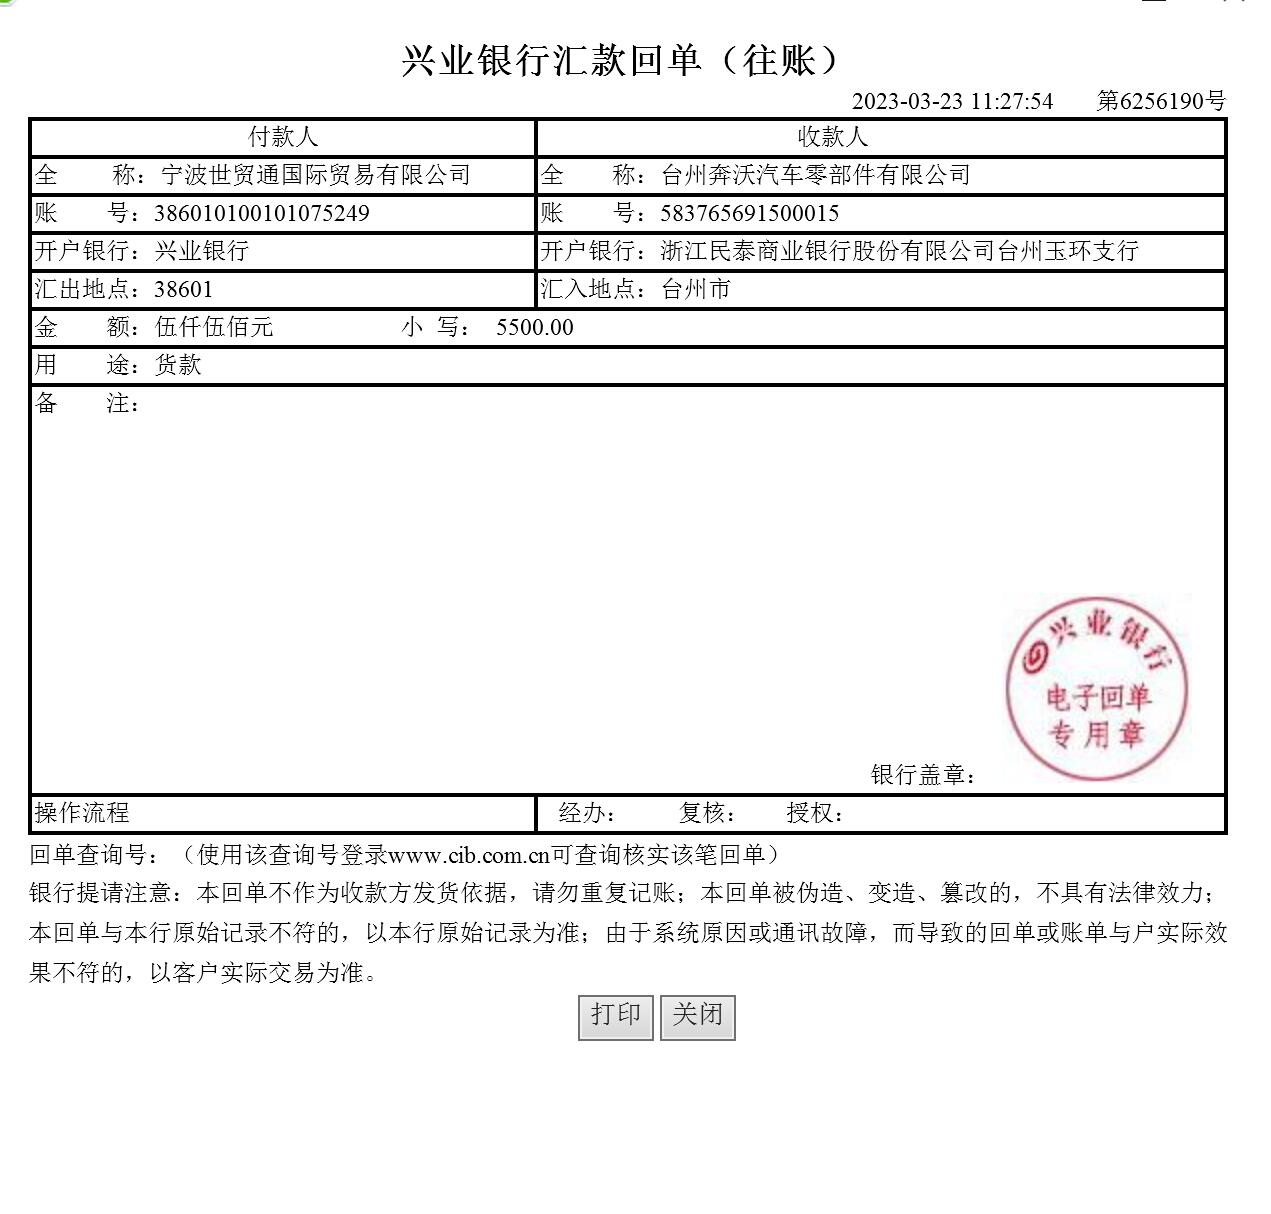 兴业银行汇款回单（往账）
2023-03-23 11:27:54 第6256190号
付款人 收款人
全 称：宁波世贸通国际贸易有限公司 全 称：台州奔沃汽车零部件有限公司
账 号：386010100101075249 账 号：583765691500015
开户银行：兴业银行 开户银行：浙江民泰商业银行股份有限公司台州玉环支行
汇出地点：38601 汇入地点：台州市
金 额：伍仟伍佰元 小 写： 5500.00
用 途：货款
备 注：
兴业银行
电子回单
专用章
银行盖章：
操作流程 经办： 复核： 授权：
回单查询号：（使用该查询号登录www.cib.com.cn可查询核实该笔回单）
银行提请注意：本回单不作为收款方发货依据，请勿重复记账；本回单被伪造、变造、篡改的，不具有法律效力；
本回单与本行原始记录不符的，以本行原始记录为准；由于系统原因或通讯故障，而导致的回单或账单与户实际效
果不符的，以客户实际交易为准。
打印 关闭